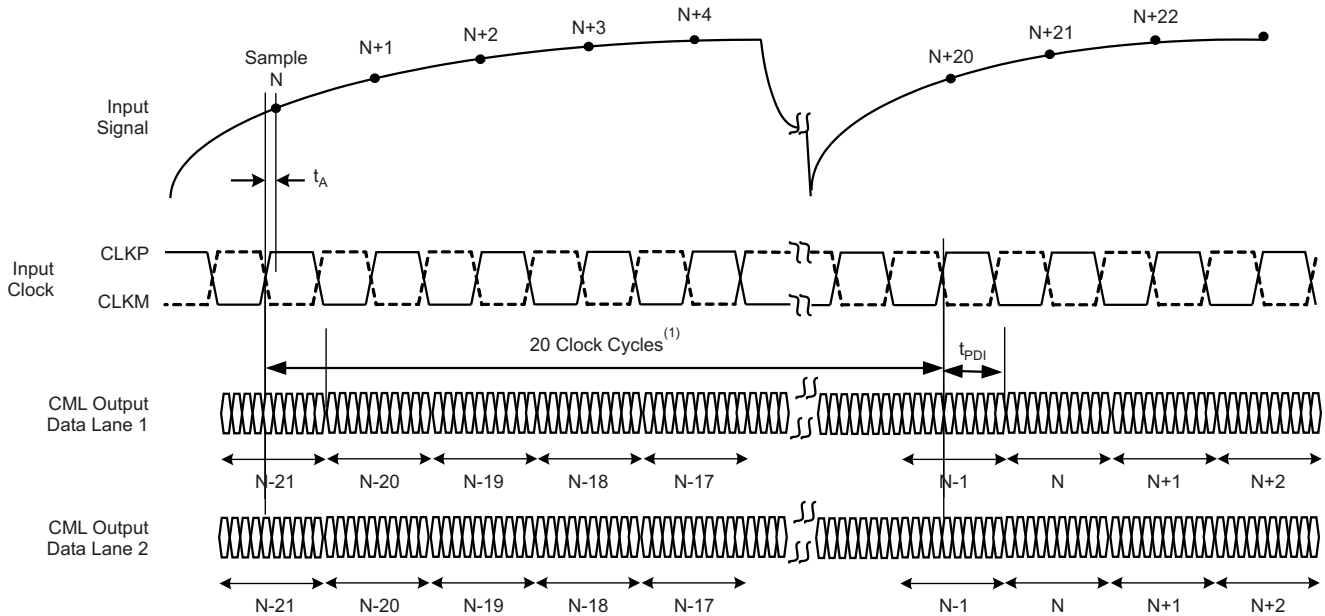 Sample
N
N+1
N+2
N+3
N+4
N+20
N+21
N+22
Input
Signal
tA
CLKP
Input
Clock
CLKM
20 Clock Cycles(1)
tPDI
CML Output
Data Lane 1
N-21
N-20
N-19
N-18
N-17
N-1
N
N+1
N+2
CML Output
Data Lane 2
N-21
N-20
N-19
N-18
N-17
N-1
N
N+1
N+2